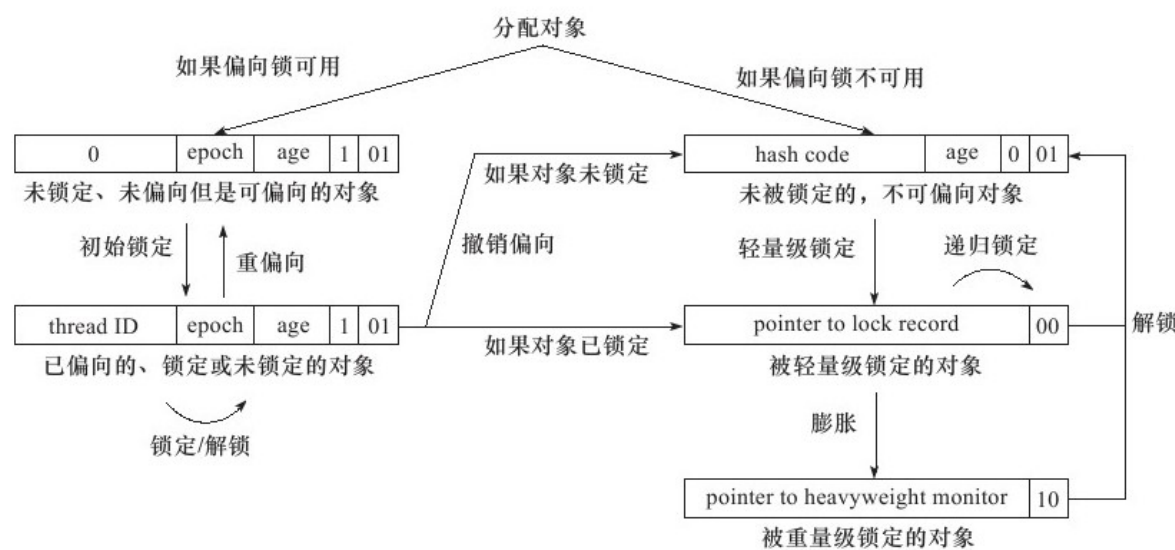 分配对象
如果偏向锁可用
如果偏向锁不可用
0 epoch age 1 01
未锁定、未偏向但是可偏向的对象
初始锁定
重偏向
thread ID epoch age 1 01
已偏向的、锁定或未锁定的对象
锁定/解锁
如果对象未锁定
撤销偏向
如果对象已锁定
hash code age 0 01
未被锁定的，不可偏向对象
轻量级锁定
递归锁定
pointer to lock record 00
被轻量级锁定的对象
解锁
膨胀
pointer to heavyweight monitor 10
被重量级锁定的对象